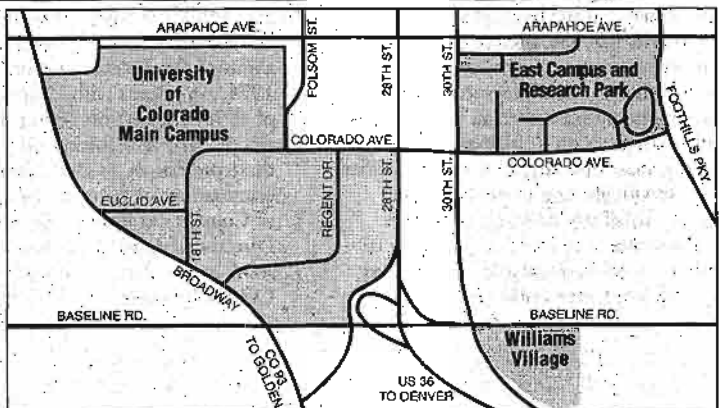 ARAPAHOE AVE.
ARAPAHOE AVE.
University
of
Colorado
Main Campus
FOLSOM ST.
28TH ST.
30TH ST.
East Campus and
Research Park
FOOTHILLS PKY
COLORADO AVE.
COLORADO AVE.
EUCLID AVE.
18TH ST.
REGENT DR.
28TH ST.
30TH ST.
BROADWAY
BASELINE RD.
BASELINE RD.
Williams
Village
CO 93
TO GOLDEN
US 36
TO DENVER